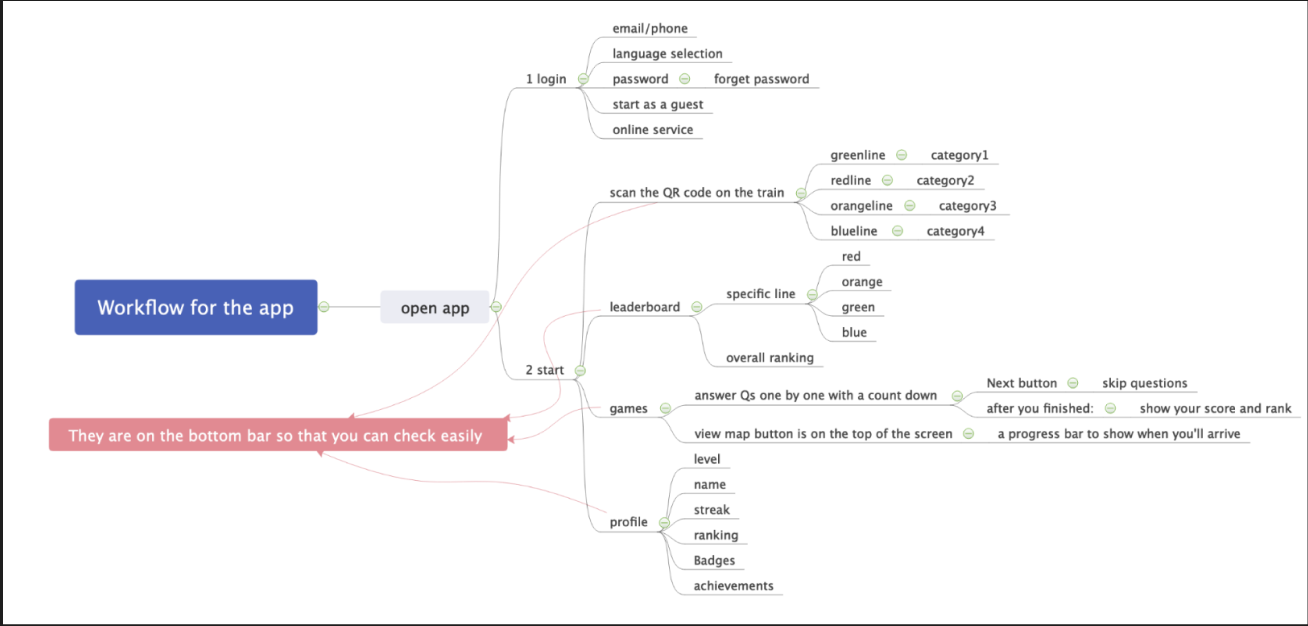 Workflow for the app
open app
1 login
email/phone
language selection
password
forget password
start as a guest
online service
2 start
scan the QR code on the train
greenline
category1
redline
category2
orangeline
category3
blueline
category4
leaderboard
specific line
red
orange
green
blue
overall ranking
games
answer Qs one by one with a count down
Next button
skip questions
after you finished:
show your score and rank
view map button is on the top of the screen
a progress bar to show when you'll arrive
profile
level
name
streak
ranking
Badges
achievements
They are on the bottom bar so that you can check easily